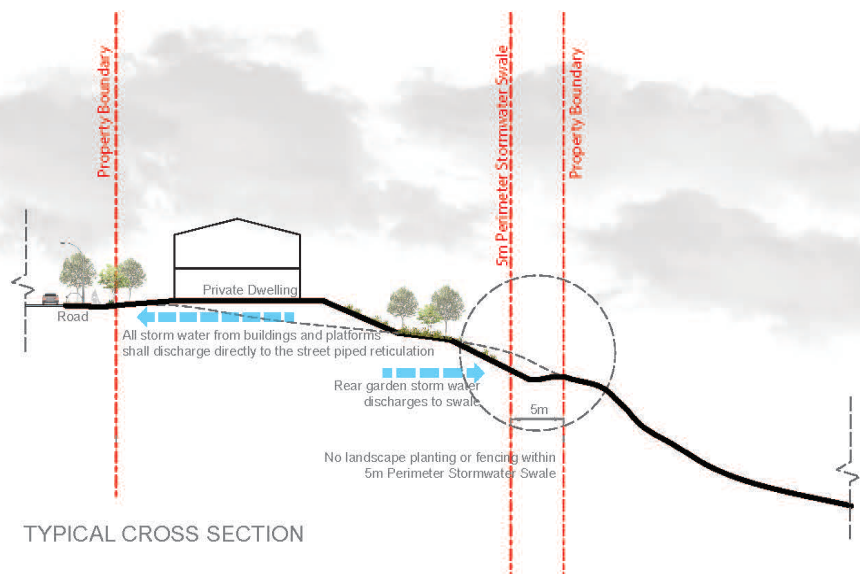 Property Boundary
5m Perimeter Stormwater Swale
Property Boundary
Private Dwelling
Road
All storm water from buildings and platforms
shall discharge directly to the street piped reticulation
Rear garden storm water
discharges to swale
5m
No landscape planting or fencing within
5m Perimeter Stormwater Swale
TYPICAL CROSS SECTION